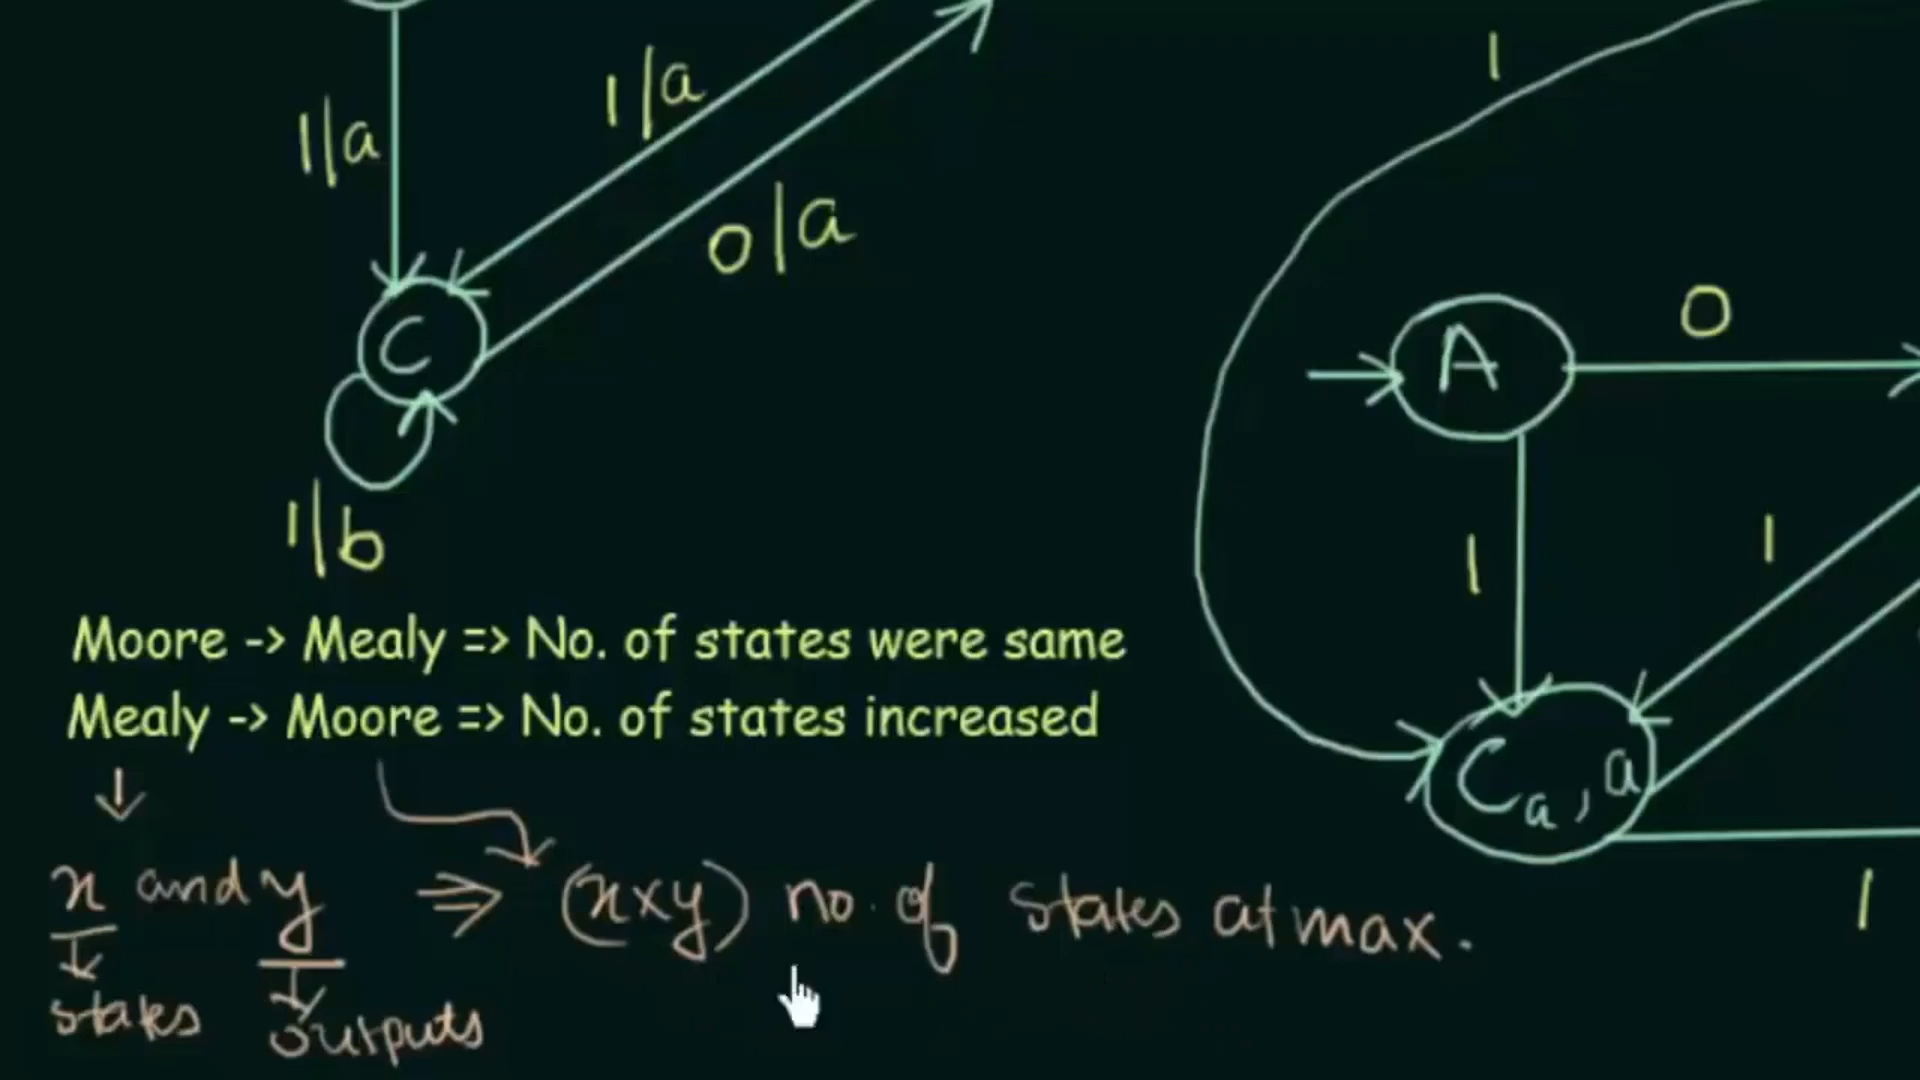 1/a
1/a
0/a
C
1/b
1
A
0
1
1
Ca, a
1
Moore -> Mealy => No. of states were same
Mealy -> Moore => No. of states increased
x and y => (x×y) no. of states at max.
states
outputs